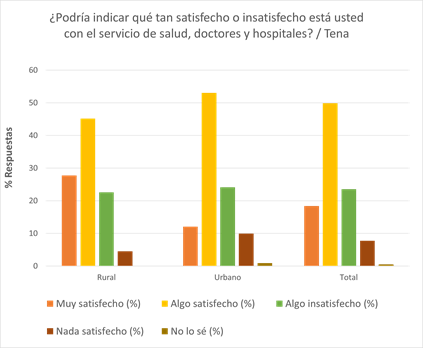 ¿Podría indicar qué tan satisfecho o insatisfecho está usted
con el servicio de salud, doctores y hospitales? / Tena
60
50
40
30
20
10
0
% Respuestas
Rural
Urbano
Total
Muy satisfecho (%)
Algo satisfecho (%)
Algo insatisfecho (%)
Nada satisfecho (%)
No lo sé (%)